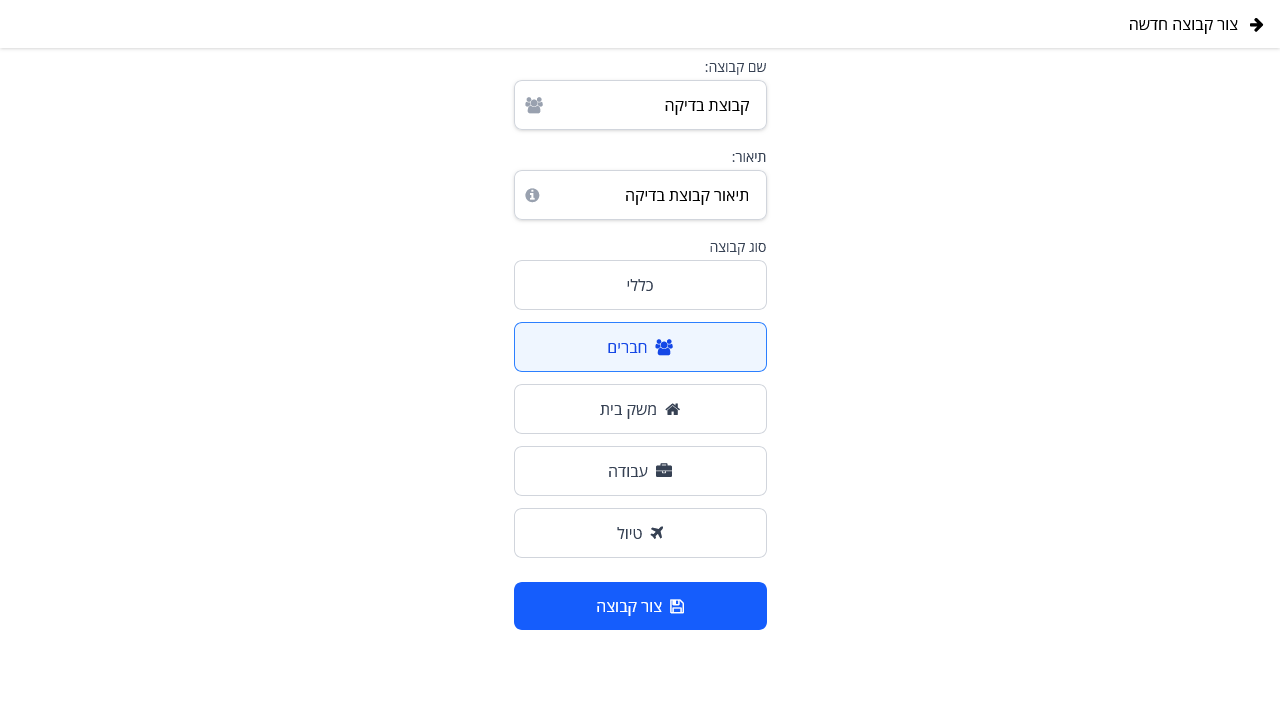 צור קבוצה חדשה
שם קבוצה:
קבוצת בדיקה
תיאור:
תיאור קבוצת בדיקה
סוג קבוצה
כללי
חברים
משק בית
עבודה
טיול
צור קבוצה